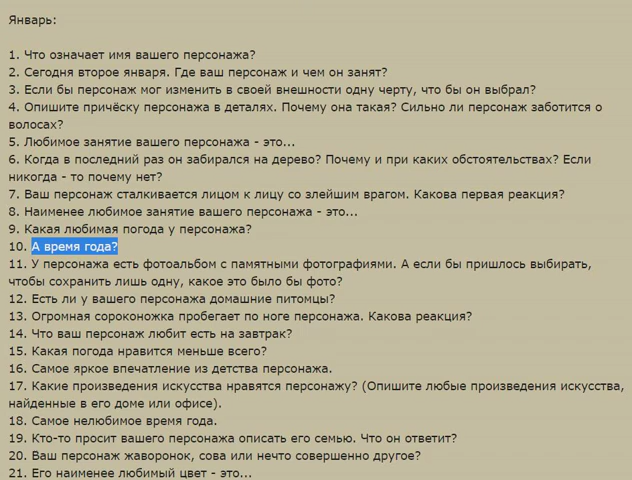 Январь:
1. Что означает имя вашего персонажа?
2. Сегодня второе января. Где ваш персонаж и чем он занят?
3. Если бы персонаж мог изменить в своей внешности одну черту, что бы он выбрал?
4. Опишите причёску персонажа в деталях. Почему она такая? Сильно ли персонаж заботится о
волосах?
5. Любимое занятие вашего персонажа - это...
6. Когда в последний раз он забирался на дерево? Почему и при каких обстоятельствах? Если
никогда - то почему нет?
7. Ваш персонаж сталкивается лицом к лицу со злейшим врагом. Какова первая реакция?
8. Наименее любимое занятие вашего персонажа - это...
9. Какая любимая погода у персонажа?
10. А время года?
11. У персонажа есть фотоальбом с памятными фотографиями. А если бы пришлось выбирать,
чтобы сохранить лишь одну, какое это было бы фото?
12. Есть ли у вашего персонажа домашние питомцы?
13. Огромная сороконожка пробегает по ноге персонажа. Какова реакция?
14. Что ваш персонаж любит есть на завтрак?
15. Какая погода нравится меньше всего?
16. Самое яркое впечатление из детства персонажа.
17. Какие произведения искусства нравятся персонажу? (Опишите любые произведения искусства,
найденные в его доме или офисе).
18. Самое нелюбимое время года.
19. Кто-то просит вашего персонажа описать его семью. Что он ответит?
20. Ваш персонаж жаворонок, сова или нечто совершенно другое?
21. Его наименее любимый цвет - это...